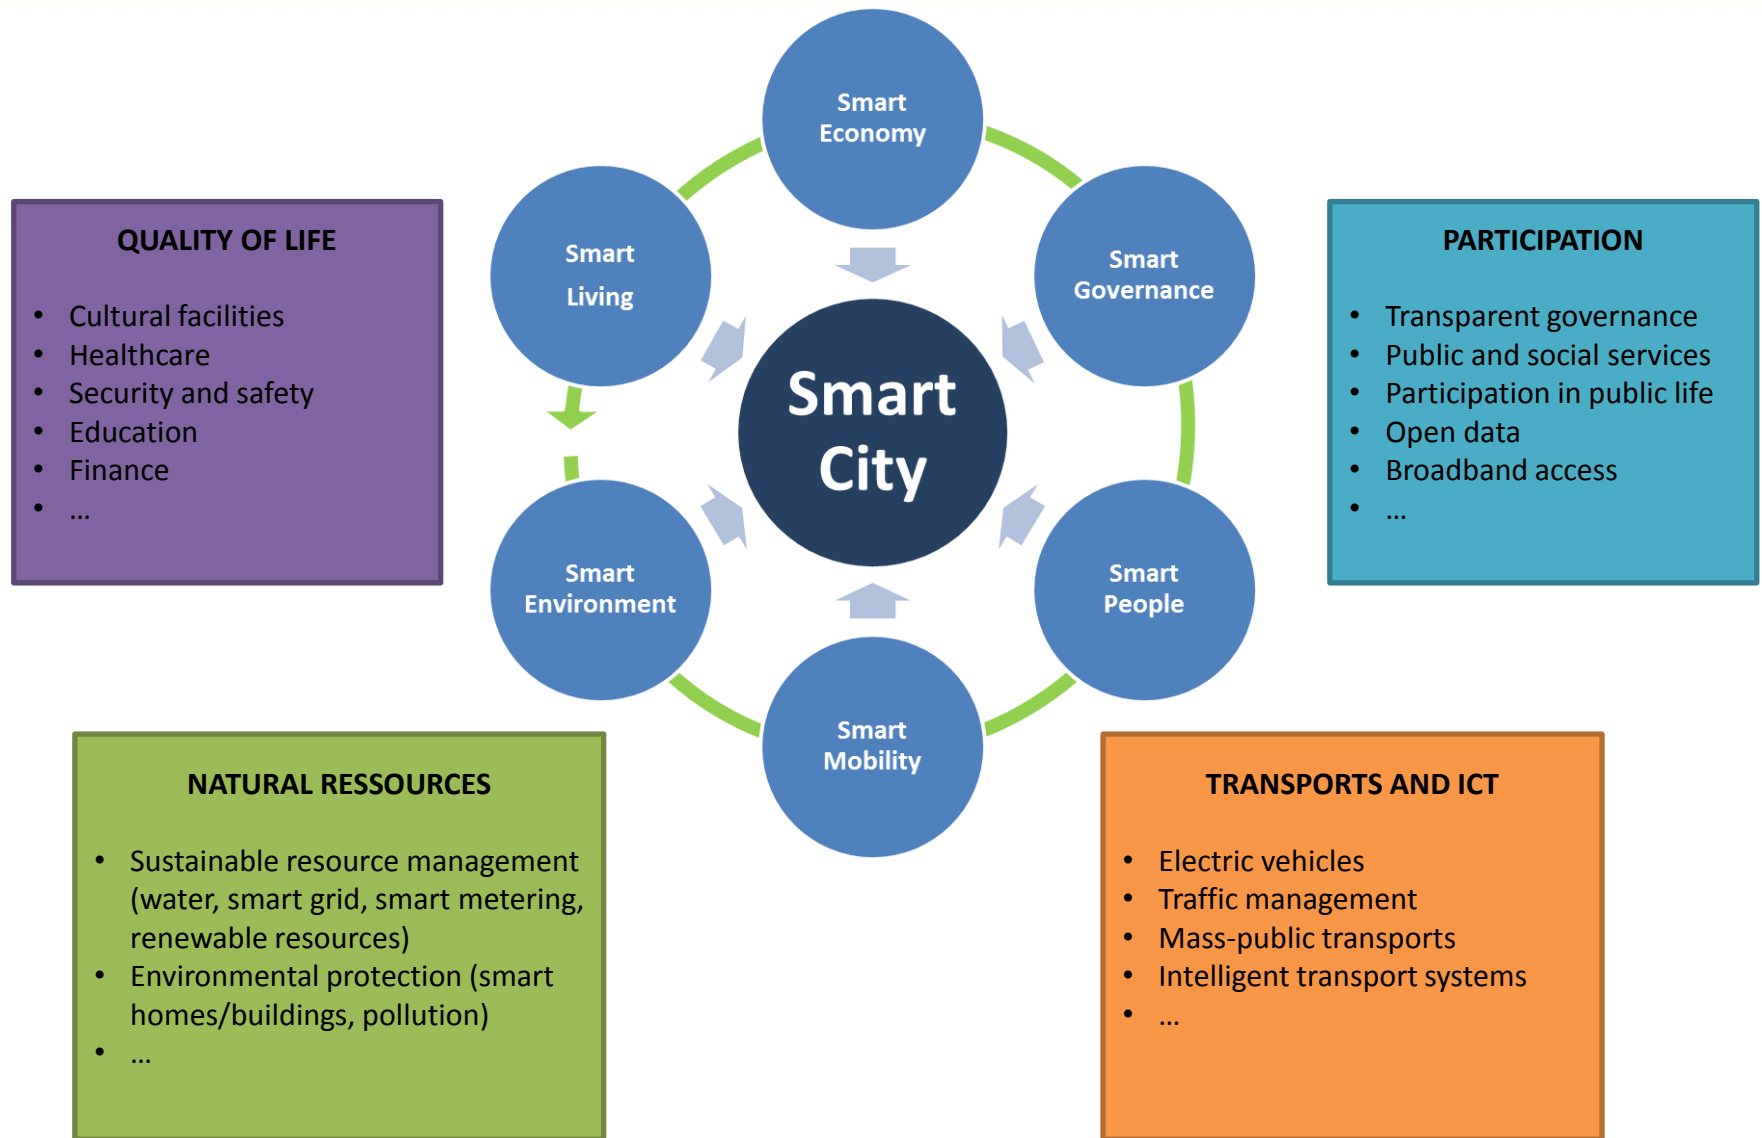 Smart
Economy
Smart
Living
Smart
Governance
Smart
City
Smart
Environment
Smart
People
Smart
Mobility
QUALITY OF LIFE
• Cultural facilities
• Healthcare
• Security and safety
• Education
• Finance
• ...
PARTICIPATION
• Transparent governance
• Public and social services
• Participation in public life
• Open data
• Broadband access
• ...
NATURAL RESSOURCES
• Sustainable resource management
(water, smart grid, smart metering,
renewable resources)
• Environmental protection (smart
homes/buildings, pollution)
• ...
TRANSPORTS AND ICT
• Electric vehicles
• Traffic management
• Mass-public transports
• Intelligent transport systems
• ...